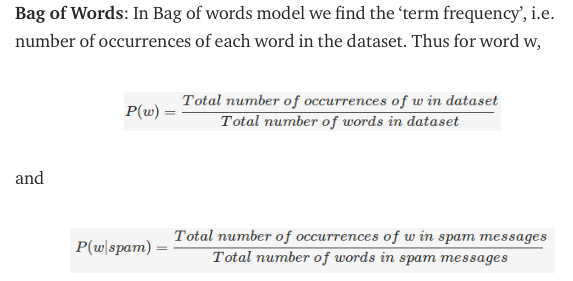 Bag of Words: In Bag of words model we find the ‘term frequency’, i.e.
number of occurrences of each word in the dataset. Thus for word w,
P(w) = Total number of occurrences of w in dataset / Total number of words in dataset
and
P(w|spam) = Total number of occurrences of w in spam messages / Total number of words in spam messages